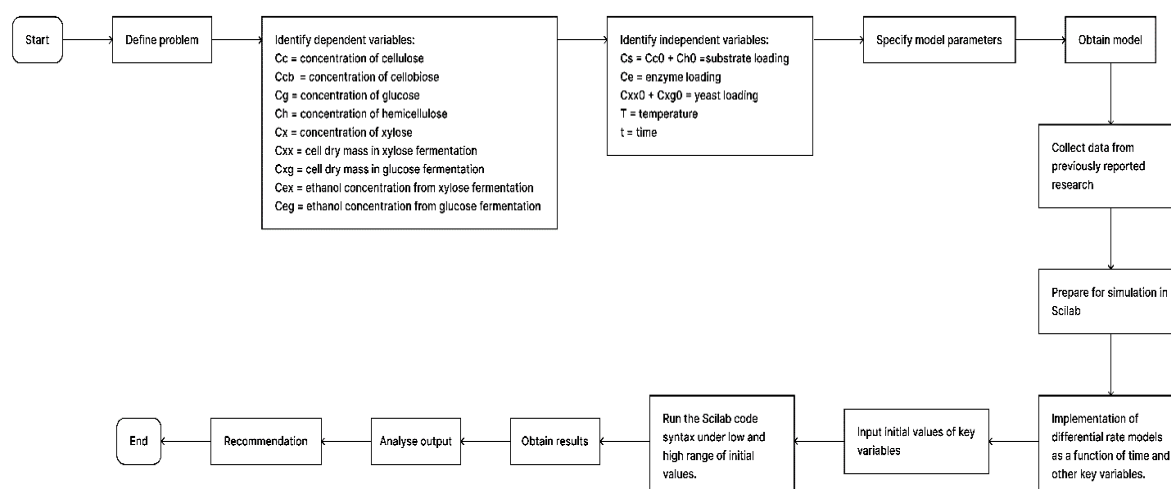 Start
Define problem
Identify dependent variables:
Cc = concentration of cellulose
Ccb = concentration of cellobiose
Cg = concentration of glucose
Ch = concentration of hemicellulose
Cx = concentration of xylose
Cxx = cell dry mass in xylose fermentation
Cxg = cell dry mass in glucose fermentation
Cex = ethanol concentration from xylose fermentation
Ceg = ethanol concentration from glucose fermentation
Identify independent variables:
Cs = Cc0 + Ch0 =substrate loading
Ce = enzyme loading
Cxx0 + Cxg0 = yeast loading
T = temperature
t = time
Specify model parameters
Obtain model
Collect data from
previously reported
research
Prepare for simulation in
Scilab
Implementation of
differential rate models
as a function of time and
other key variables.
Input initial values of key
variables
Run the Scilab code
syntax under low and
high range of initial
values.
Obtain results
Analyse output
Recommendation
End